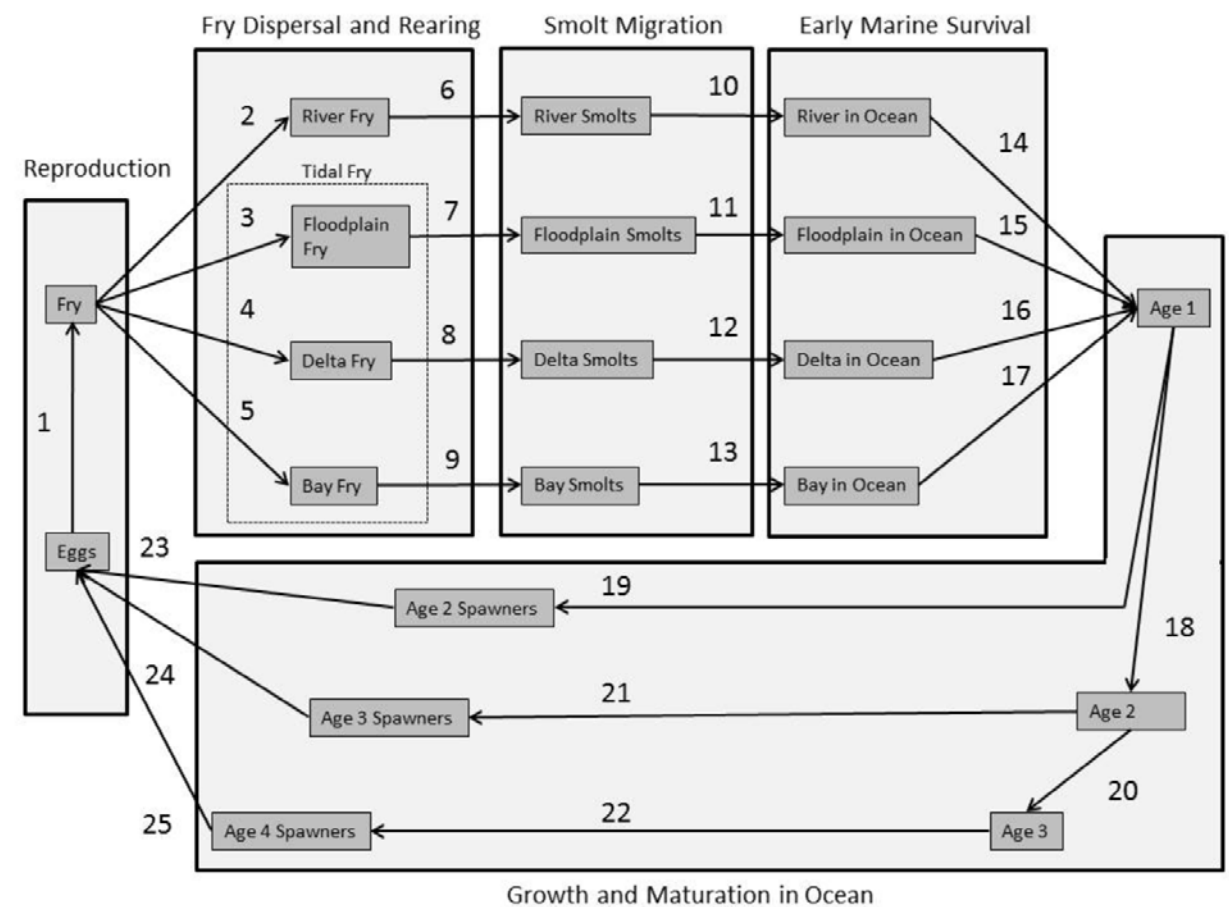 Fry Dispersal and Rearing
Smolt Migration
Early Marine Survival
2
River Fry
6
River Smolts
10
River in Ocean
14
Reproduction
Tidal Fry
3
Floodplain
Fry
7
Floodplain Smolts
11
Floodplain in Ocean
15
Fry
4
Delta Fry
8
Delta Smolts
12
Delta in Ocean
16
Age 1
1
5
Bay Fry
9
Bay Smolts
13
Bay in Ocean
17
Eggs
23
Age 2 Spawners
19
18
24
Age 3 Spawners
21
Age 2
20
25
Age 4 Spawners
22
Age 3
Growth and Maturation in Ocean